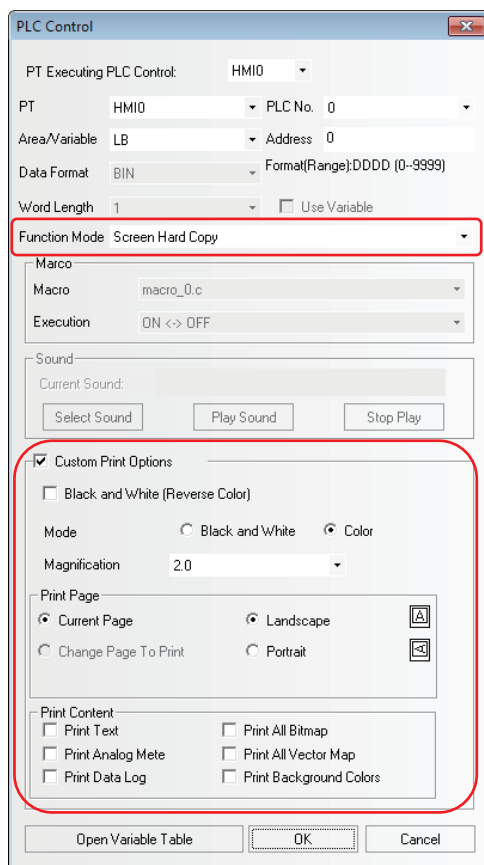 PLC Control
PT Executing PLC Control: HMI0
PT HMI0 PLC No. 0
Area/Variable LB Address 0
Data Format BIN Format(Range):DDDD (0--9999)
Word Length 1 Use Variable
Function Mode Screen Hard Copy
Marco
Macro macro_0.c
Execution ON <-> OFF
Sound
Current Sound:
Select Sound Play Sound Stop Play
Custom Print Options
Black and White (Reverse Color)
Mode Black and White Color
Magnification 2.0
Print Page
Current Page Landscape A
Change Page To Print Portrait A
Print Content
Print Text Print All Bitmap
Print Analog Mete Print All Vector Map
Print Data Log Print Background Colors
Open Variable Table OK Cancel